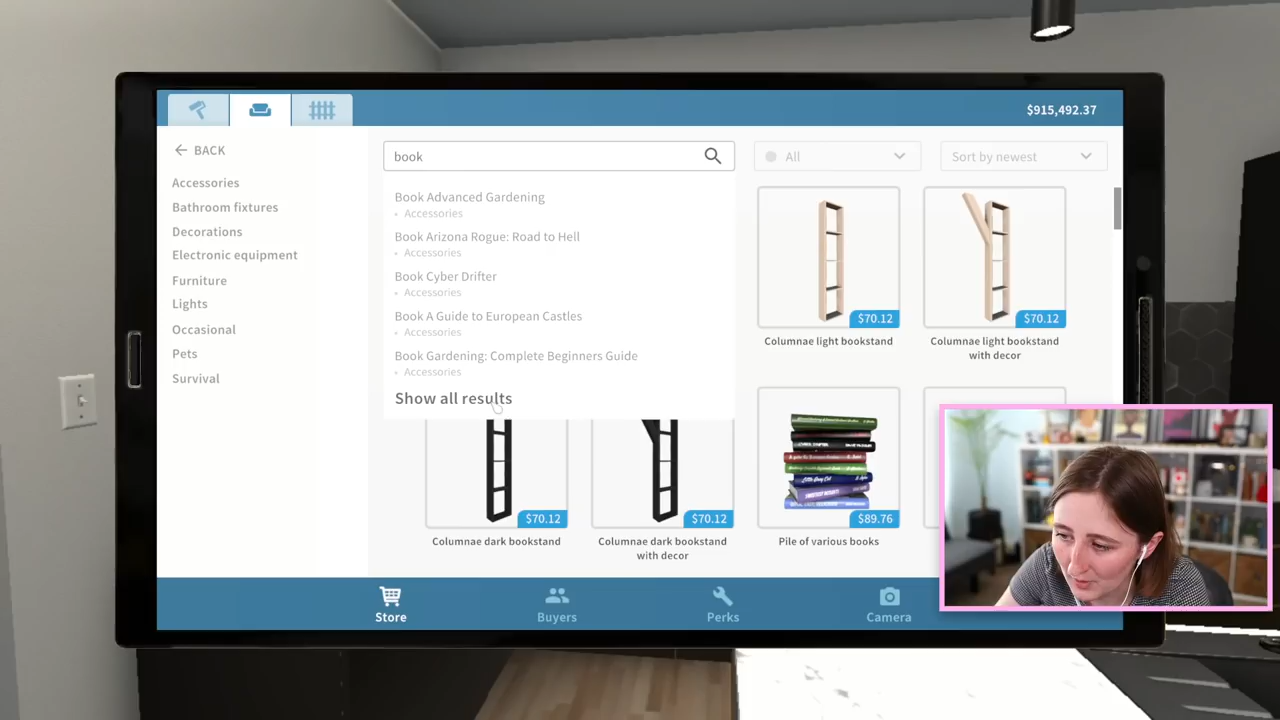 $915,492.37
BACK
Accessories
Bathroom fixtures
Decorations
Electronic equipment
Furniture
Lights
Occasional
Pets
Survival
book
All
Sort by newest
Book Advanced Gardening
• Accessories
Book Arizona Rogue: Road to Hell
• Accessories
Book Cyber Drifter
• Accessories
Book A Guide to European Castles
• Accessories
Book Gardening: Complete Beginners Guide
• Accessories
Show all results
$70.12
Columnae light bookstand
$70.12
Columnae light bookstand
with decor
$70.12
Columnae dark bookstand
$70.12
Columnae dark bookstand
with decor
$89.76
Pile of various books
Store
Buyers
Perks
Camera